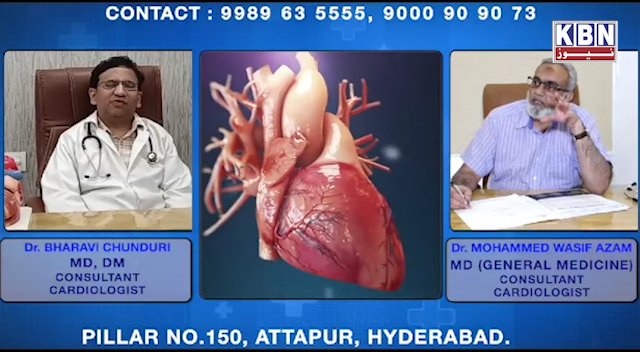 CONTACT : 9989 63 5555, 9000 90 90 73
KBN
نیوز
Dr. BHARAVI CHUNDURI
MD, DM
CONSULTANT
CARDIOLOGIST
Dr. MOHAMMED WASIF AZAM
MD (GENERAL MEDICINE)
CONSULTANT
CARDIOLOGIST
PILLAR NO.150, ATTAPUR, HYDERABAD.